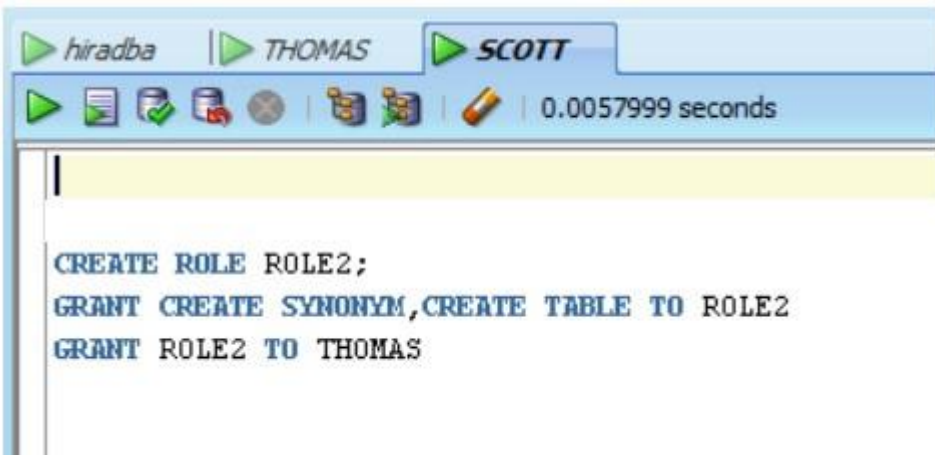 hiradba THOMAS SCOTT
0.0057999 seconds
CREATE ROLE ROLE2;
GRANT CREATE SYNONYM,CREATE TABLE TO ROLE2
GRANT ROLE2 TO THOMAS